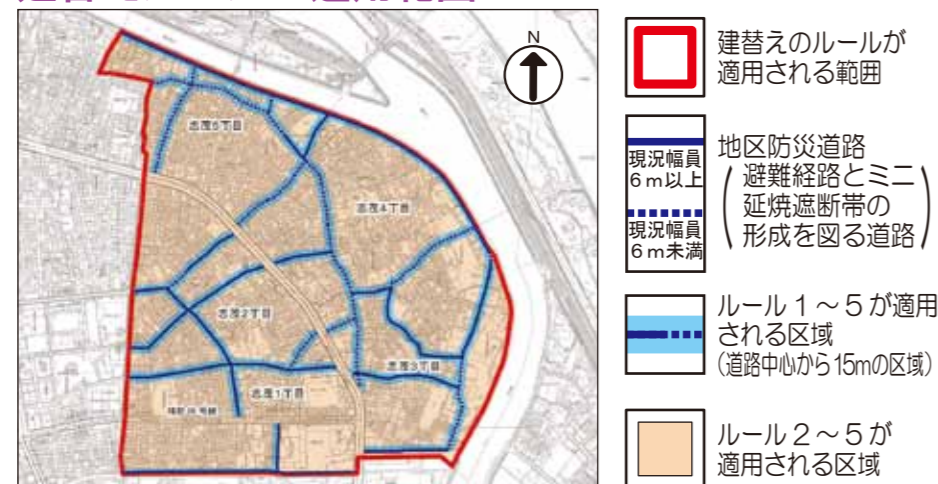 N
志茂5丁目
志茂4丁目
志茂2丁目
志茂3丁目
志茂1丁目
建替えのルールが
適用される範囲
現況幅員
6m以上
現況幅員
6m未満
地区防災道路
(避難経路とミニ
延焼遮断帯の
形成を図る道路)
ルール1~5が適用
される区域
(道路中心から15mの区域)
ルール2~5が
適用される区域